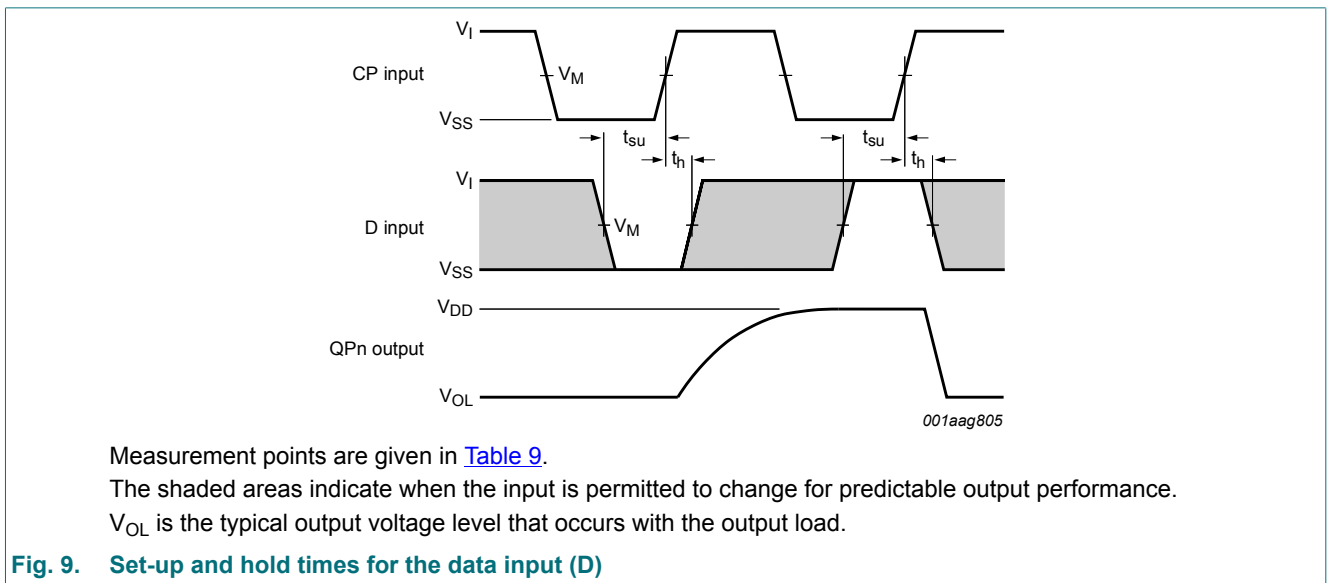 VI
CP input
VM
VSS
tsu
tsu
th
th
VI
D input
VM
VSS
VDD
QPn output
VOL
001aag805
Measurement points are given in Table 9.
The shaded areas indicate when the input is permitted to change for predictable output performance.
VOL is the typical output voltage level that occurs with the output load.
Fig. 9. Set-up and hold times for the data input (D)